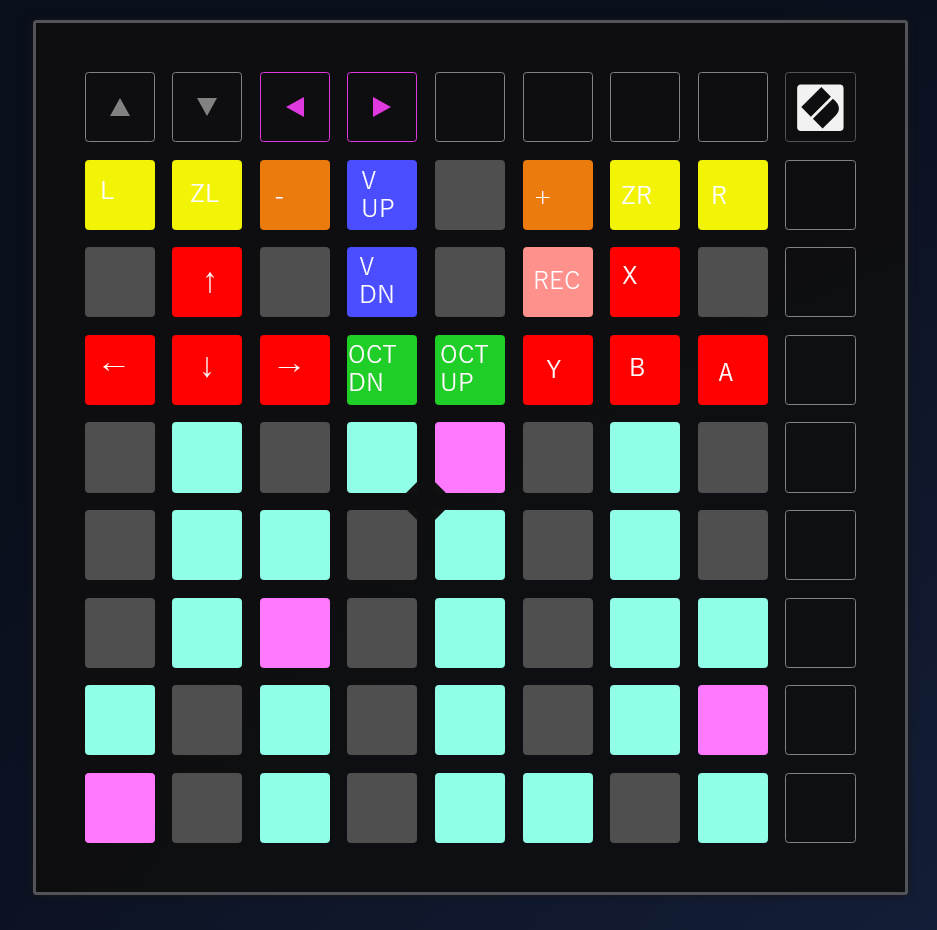 ▲ ▼ ◀ ▶
L ZL - V UP + ZR R
↑ V DN REC X
← ↓ → OCT DN OCT UP Y B A